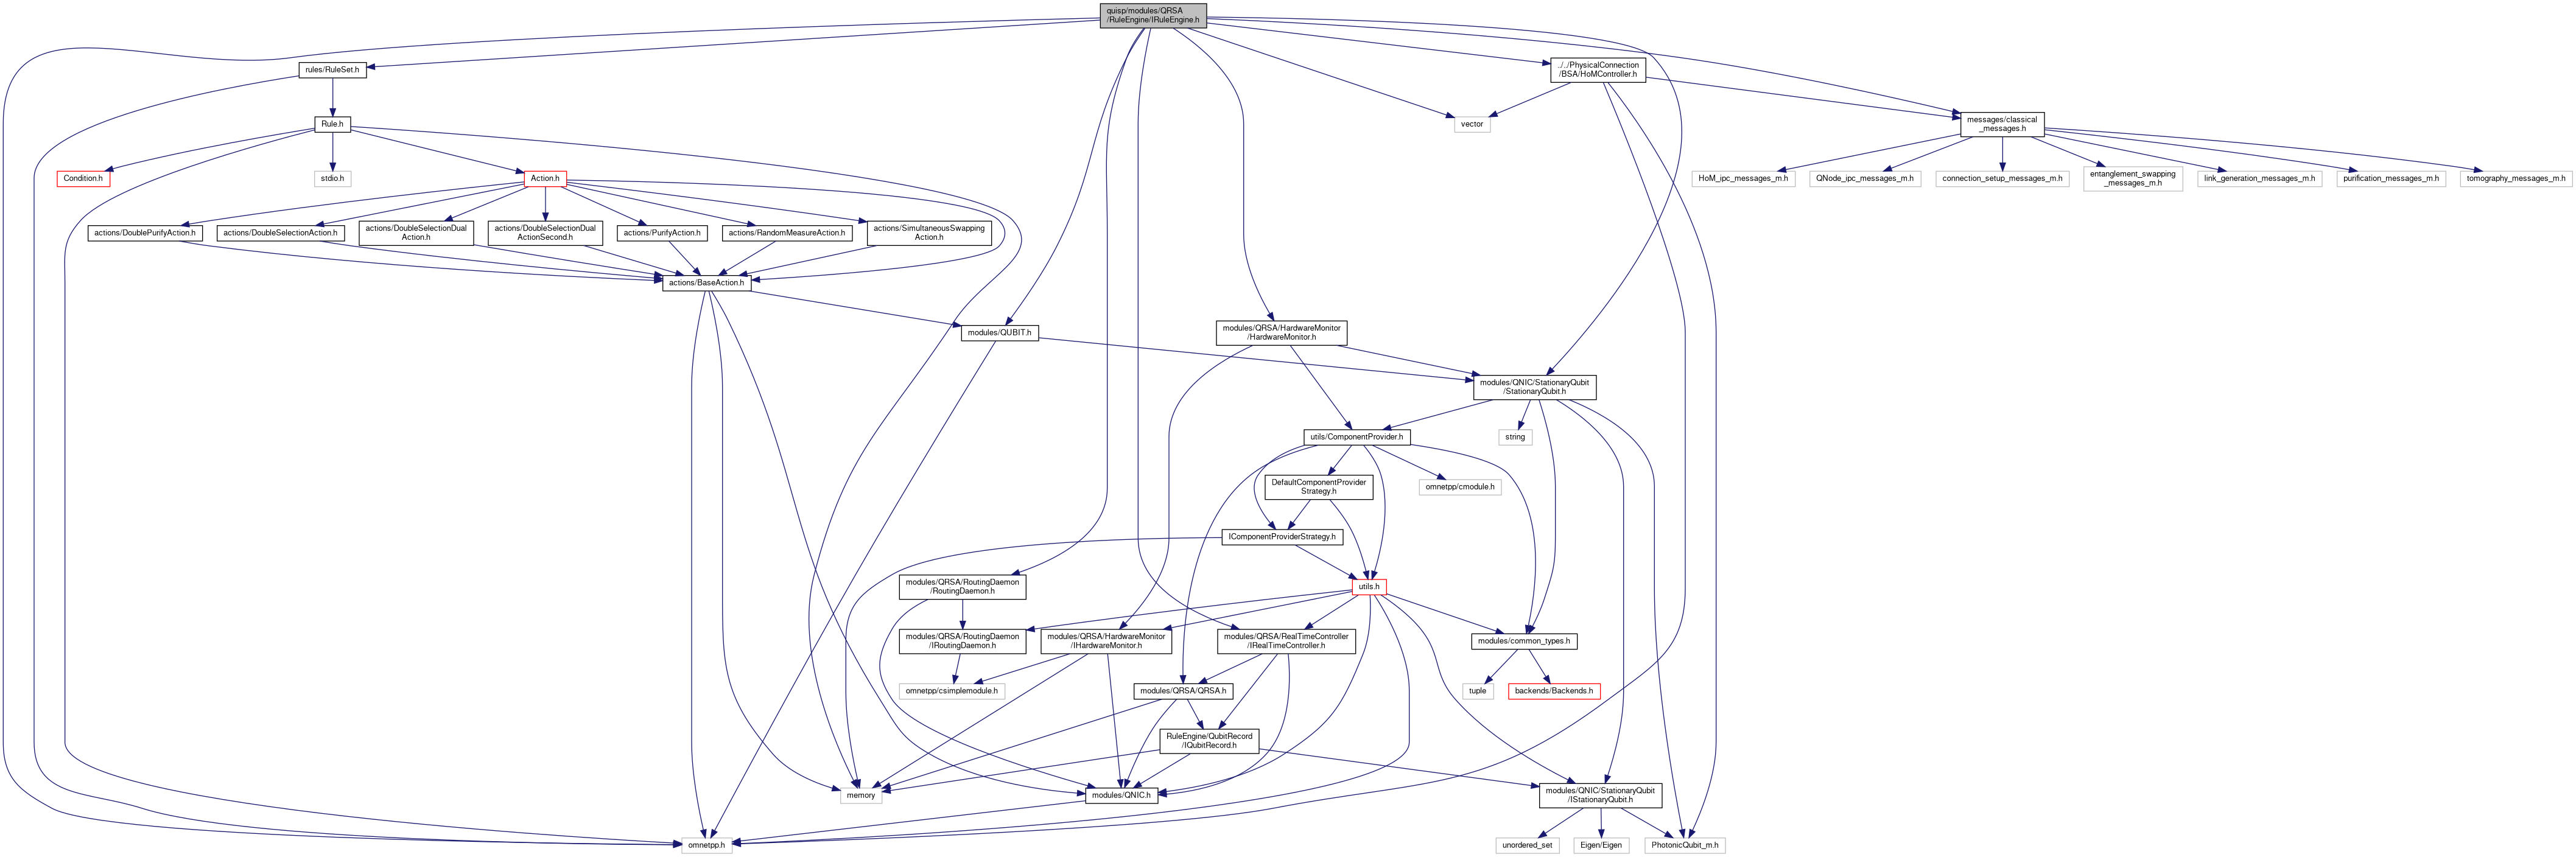 quisp/modules/QRSA
/RuleEngine/IRuleEngine.h
rules/RuleSet.h
../../PhysicalConnection
/BSA/HoMController.h
Rule.h
vector
messages/classical
_messages.h
Condition.h
stdio.h
Action.h
HoM_ipc_messages_m.h
QNode_ipc_messages_m.h
connection_setup_messages_m.h
entanglement_swapping
_messages_m.h
link_generation_messages_m.h
purification_messages_m.h
tomography_messages_m.h
actions/DoublePurifyAction.h
actions/DoubleSelectionAction.h
actions/DoubleSelectionDual
Action.h
actions/DoubleSelectionDual
ActionSecond.h
actions/PurifyAction.h
actions/RandomMeasureAction.h
actions/SimultaneousSwapping
Action.h
actions/BaseAction.h
modules/QUBIT.h
modules/QRSA/HardwareMonitor
/HardwareMonitor.h
modules/QNIC/StationaryQubit
/StationaryQubit.h
utils/ComponentProvider.h
string
DefaultComponentProvider
Strategy.h
omnetpp/cmodule.h
IComponentProviderStrategy.h
modules/QRSA/RoutingDaemon
/RoutingDaemon.h
utils.h
modules/QRSA/RoutingDaemon
/IRoutingDaemon.h
modules/QRSA/HardwareMonitor
/IHardwareMonitor.h
modules/QRSA/RealTimeController
/IRealTimeController.h
modules/common_types.h
omnetpp/csimplemodule.h
modules/QRSA/QRSA.h
tuple
backends/Backends.h
RuleEngine/QubitRecord
/IQubitRecord.h
memory
modules/QNIC.h
modules/QNIC/StationaryQubit
/IStationaryQubit.h
omnetpp.h
unordered_set
Eigen/Eigen
PhotonicQubit_m.h